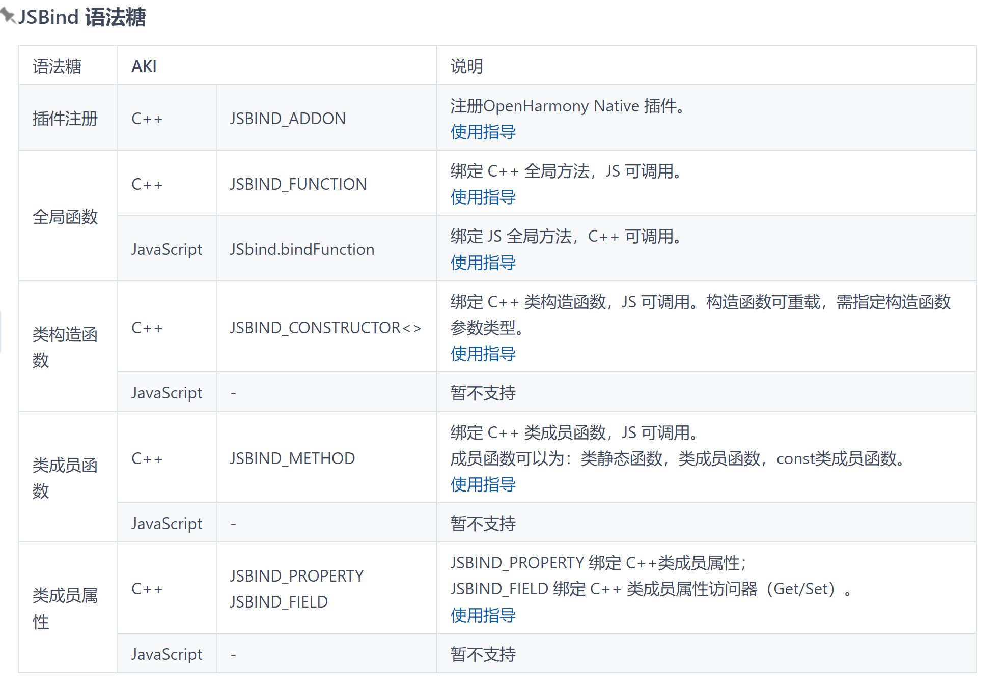 JSBind 语法糖
语法糖 AKI 说明
插件注册 C++ JSBIND_ADDON 注册OpenHarmony Native 插件。
使用指导
全局函数 C++ JSBIND_FUNCTION 绑定 C++ 全局方法，JS 可调用。
使用指导
JavaScript JSbind.bindFunction 绑定 JS 全局方法，C++ 可调用。
使用指导
类构造函
数
C++ JSBIND_CONSTRUCTOR<> 绑定 C++ 类构造函数，JS 可调用。构造函数可重载，需指定构造函数
参数类型。
使用指导
JavaScript - 暂不支持
类成员函
数
C++ JSBIND_METHOD 绑定 C++ 类成员函数，JS 可调用。
成员函数可以为：类静态函数，类成员函数，const类成员函数。
使用指导
JavaScript - 暂不支持
类成员属
性
C++ JSBIND_PROPERTY
JSBIND_FIELD
JSBIND_PROPERTY 绑定 C++类成员属性；
JSBIND_FIELD 绑定 C++ 类成员属性访问器（Get/Set）。
使用指导
JavaScript - 暂不支持